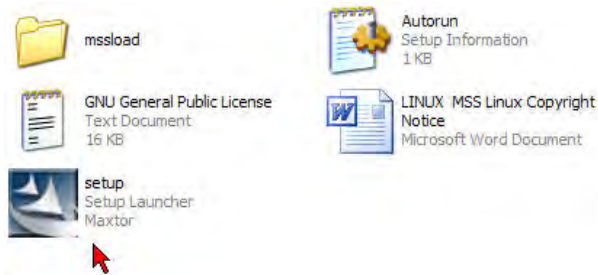 mssload
Autorun
Setup Information
1 KB
GNU General Public License
Text Document
16 KB
LINUX MSS Linux Copyright
Notice
Microsoft Word Document
setup
Setup Launcher
Maxtor